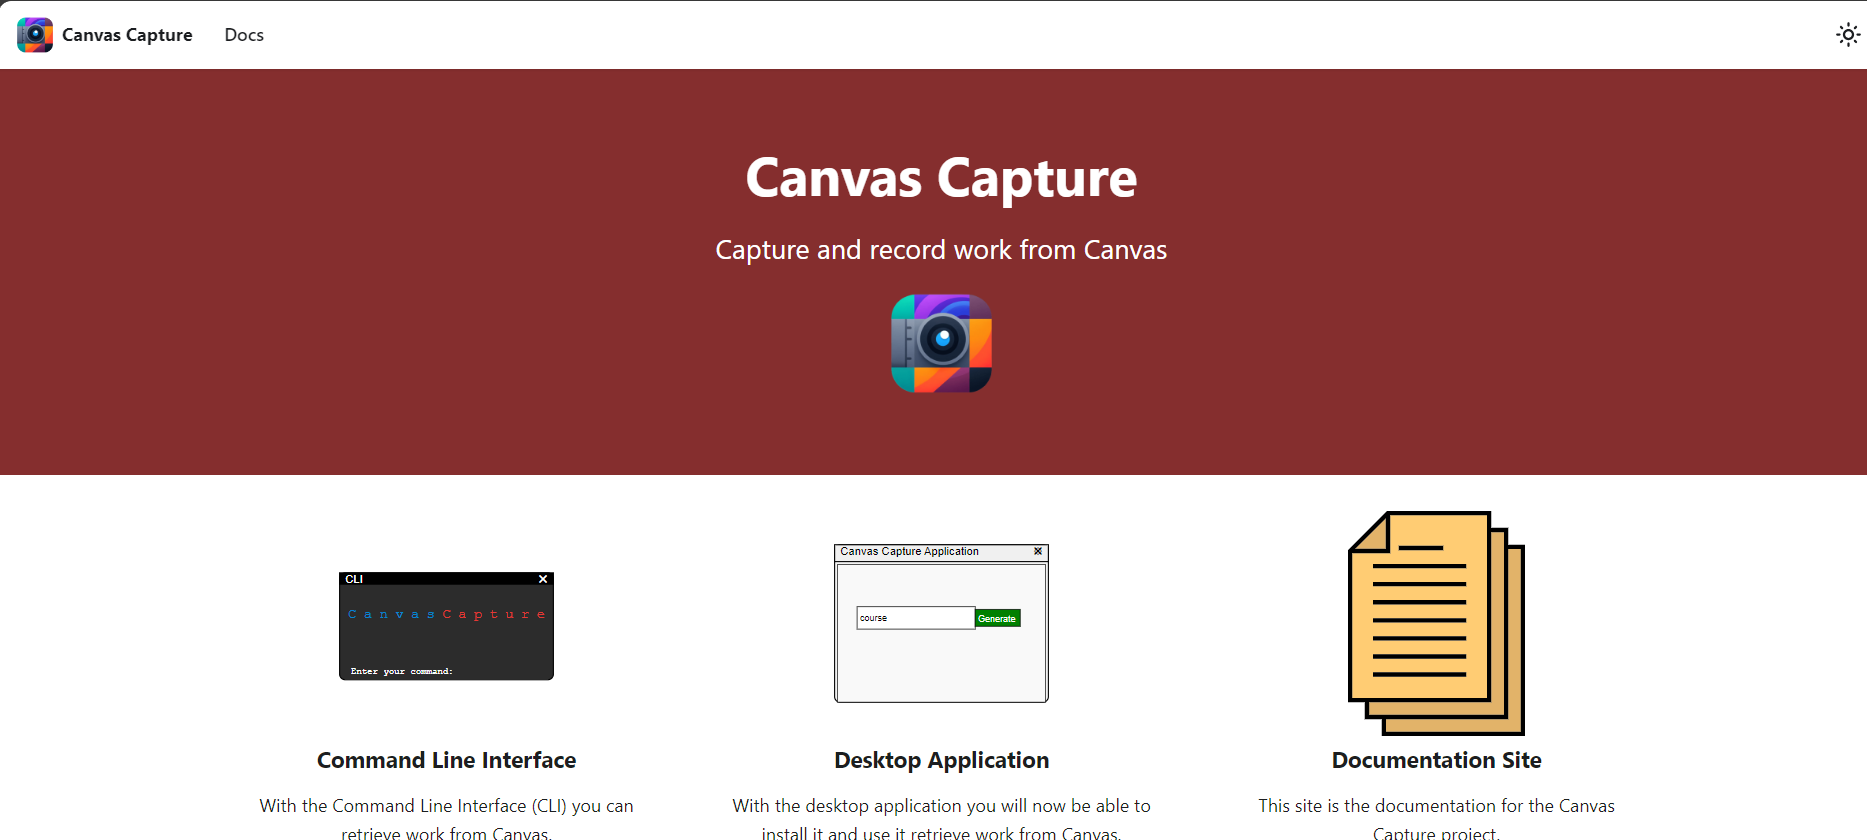 Canvas Capture
Docs
Canvas Capture
Capture and record work from Canvas
CLI
CanvasCapture
Enter your command:
Canvas Capture Application
course
Generate
Command Line Interface
With the Command Line Interface (CLI) you can
retrieve work from Canvas.
Desktop Application
With the desktop application you will now be able to
install it and use it retrieve work from Canvas.
Documentation Site
This site is the documentation for the Canvas
Capture project.